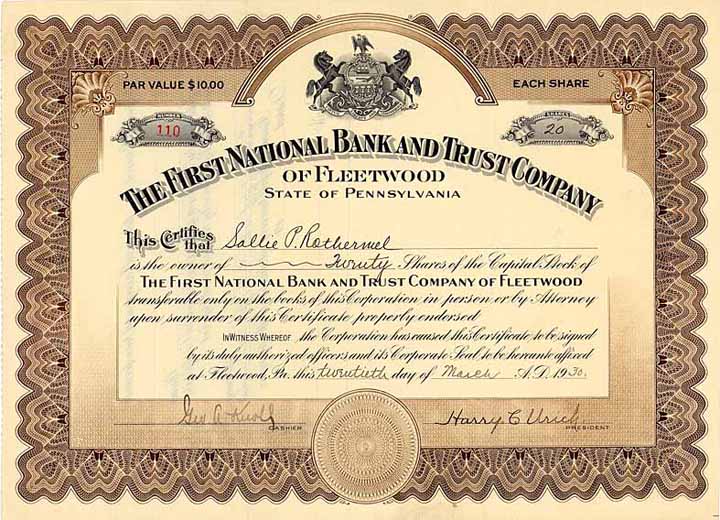 PAR VALUE $10.00
EACH SHARE
NUMBER
110
SHARES
20
THE FIRST NATIONAL BANK AND TRUST COMPANY
OF FLEETWOOD
STATE OF PENNSYLVANIA
This Certifies that Sallie P. Rothermel
is the owner of Twenty Shares of the Capital Stock of
THE FIRST NATIONAL BANK AND TRUST COMPANY OF FLEETWOOD
transferable only on the books of this Corporation in person or by Attorney
upon surrender of this Certificate properly endorsed
IN WITNESS WHEREOF the Corporation has caused this Certificate to be signed
by its duly authorized officers and its Corporate Seal to be hereunto affixed
at Fleetwood, Pa. this twentieth day of March A.D. 1930.
Geo A
CASHIER
Harry C Urich
PRESIDENT